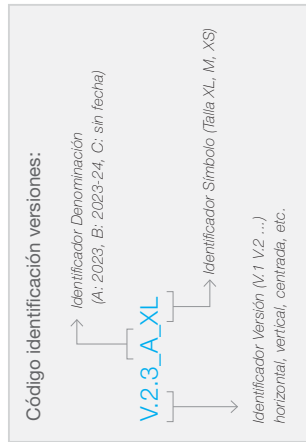 Código identificación versiones:
Identificador Denominación
(A: 2023, B: 2023-24, C: sin fecha)
V.2.3_A_XL
Identificador Símbolo (Talla XL, M, XS)
Identificador Versión (V.1 V.2 ...)
horizontal, vertical, centrada, etc.